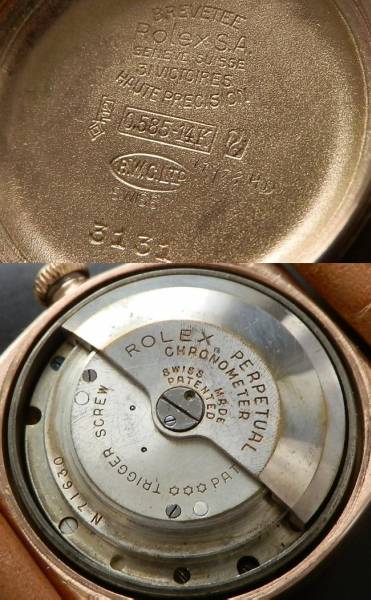 BREVETEE
Rolex S.A.
GENEVE SUISSE
31 VICTOIRES
HAUTE PRECISION
0.585-14K
R.W.C.LTD
SWISS
3131
ROLEX PERPETUAL
CHRONOMETER
SWISS MADE
PATENTED
TRIGGER SCREW
PAT
N 71630